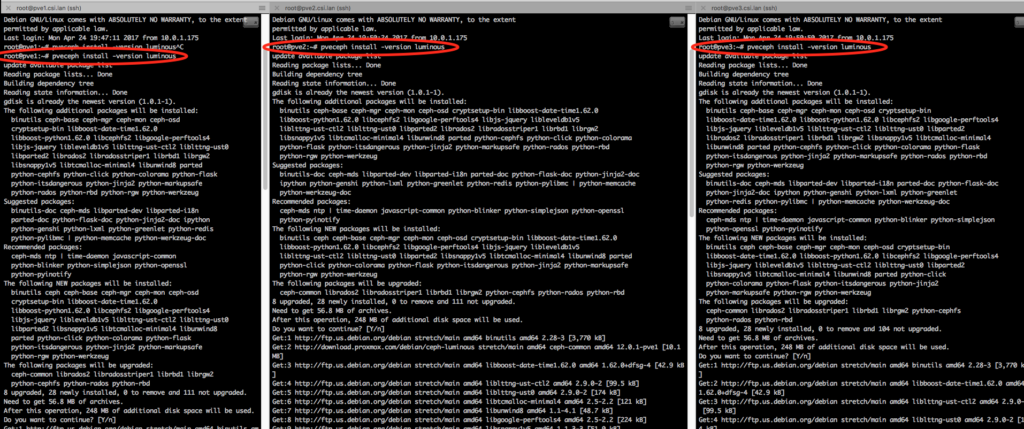 root@pve1.csl.lan (ssh)
Debian GNU/Linux comes with ABSOLUTELY NO WARRANTY, to the extent
permitted by applicable law.
Last login: Mon Apr 24 19:47:11 2017 from 10.0.1.175
root@pve1:~# pveceph install -version luminous^C
root@pve1:~# pveceph install -version luminous
update available package list
Reading package lists... Done
Building dependency tree
Reading state information... Done
gdisk is already the newest version (1.0.1-1).
The following additional packages will be installed:
binutils ceph-base ceph-mgr ceph-mon ceph-osd
cryptsetup-bin libboost-date-time1.62.0
libboost-python1.62.0 libcephfs2 libgoogle-perftools4
libjs-jquery libleveldb1v5 liblttng-ust-ctl2 liblttng-ust0
libparted2 librados2 libradosstriper1 librbd1 librgw2
libsnappy1v5 libtcmalloc-minimal4 libunwind8 parted
python-cephfs python-click python-colorama python-flask
python-itsdangerous python-jinja2 python-markupsafe
python-rados python-rbd python-rgw python-werkzeug
Suggested packages:
binutils-doc ceph-mds libparted-dev libparted-i18n
parted-doc python-flask-doc python-jinja2-doc ipython
python-genshi python-lxml python-greenlet python-redis
python-pylibmc | python-memcache python-werkzeug-doc
Recommended packages:
ceph-mds ntp | time-daemon javascript-common
python-blinker python-simplejson python-openssl
python-pyinotify
The following NEW packages will be installed:
binutils ceph ceph-base ceph-mgr ceph-mon ceph-osd
cryptsetup-bin libboost-date-time1.62.0
libboost-python1.62.0 libcephfs2 libgoogle-perftools4
libjs-jquery libleveldb1v5 liblttng-ust-ctl2 liblttng-ust0
libparted2 libsnappy1v5 libtcmalloc-minimal4 libunwind8
parted python-click python-colorama python-flask
python-itsdangerous python-jinja2 python-markupsafe
python-rgw python-werkzeug
The following packages will be upgraded:
ceph-common librados2 libradosstriper1 librbd1 librgw2
python-cephfs python-rados python-rbd
8 upgraded, 28 newly installed, 0 to remove and 111 not upgraded.
Need to get 56.8 MB of archives.
After this operation, 248 MB of additional disk space will be used.
Do you want to continue? [Y/n]
root@pve2.csl.lan (ssh)
Debian GNU/Linux comes with ABSOLUTELY NO WARRANTY, to the extent
permitted by applicable law.
root@pve2:~# pveceph install -version luminous
update available package list
Reading package lists... Done
Building dependency tree
Reading state information... Done
gdisk is already the newest version (1.0.1-1).
The following additional packages will be installed:
binutils ceph-base ceph-mgr ceph-mon ceph-osd cryptsetup-bin libboost-date-time1.62.0
libboost-python1.62.0 libcephfs2 libgoogle-perftools4 libjs-jquery libleveldb1v5
liblttng-ust-ctl2 liblttng-ust0 libparted2 librados2 libradosstriper1 librbd1 librgw2
libsnappy1v5 libtcmalloc-minimal4 libunwind8 parted python-cephfs python-click python-colorama
python-flask python-itsdangerous python-jinja2 python-markupsafe python-rados python-rbd
python-rgw python-werkzeug
Suggested packages:
binutils-doc ceph-mds libparted-dev libparted-i18n parted-doc python-flask-doc python-jinja2-doc
ipython python-genshi python-lxml python-greenlet python-redis python-pylibmc | python-memcache
python-werkzeug-doc
Recommended packages:
ceph-mds ntp | time-daemon javascript-common python-blinker python-simplejson python-openssl
python-pyinotify
The following NEW packages will be installed:
binutils ceph ceph-base ceph-mgr ceph-mon ceph-osd cryptsetup-bin libboost-date-time1.62.0
libboost-python1.62.0 libcephfs2 libgoogle-perftools4 libjs-jquery libleveldb1v5
liblttng-ust-ctl2 liblttng-ust0 libparted2 libsnappy1v5 libtcmalloc-minimal4 libunwind8 parted
python-click python-colorama python-flask python-itsdangerous python-jinja2 python-markupsafe
python-rgw python-werkzeug
The following packages will be upgraded:
ceph-common librados2 libradosstriper1 librbd1 librgw2 python-cephfs python-rados python-rbd
8 upgraded, 28 newly installed, 0 to remove and 111 not upgraded.
Need to get 56.8 MB of archives.
After this operation, 248 MB of additional disk space will be used.
Do you want to continue? [Y/n]
Get:1 http://ftp.us.debian.org/debian stretch/main amd64 binutils amd64 2.28-3 [3,770 kB]
Get:2 http://download.proxmox.com/debian/ceph-luminous stretch/main amd64 ceph-common amd64 12.0.1-pve1 [10.1
MB]
Get:3 http://ftp.us.debian.org/debian stretch/main amd64 libboost-date-time1.62.0 amd64 1.62.0+dfsg-4 [42.9 k
B]
Get:4 http://ftp.us.debian.org/debian stretch/main amd64 liblttng-ust-ctl2 amd64 2.9.0-2 [99.5 kB]
Get:5 http://ftp.us.debian.org/debian stretch/main amd64 liblttng-ust0 amd64 2.9.0-2 [174 kB]
Get:6 http://ftp.us.debian.org/debian stretch/main amd64 libtcmalloc-minimal4 amd64 2.5-2.2 [121 kB]
Get:7 http://ftp.us.debian.org/debian stretch/main amd64 libunwind8 amd64 1.1-4.1 [48.7 kB]
Get:8 http://ftp.us.debian.org/debian stretch/main amd64 libgoogle-perftools4 amd64 2.5-2.2 [224 kB]
root@pve3.csl.lan (ssh)
Debian GNU/Linux comes with ABSOLUTELY NO WARRANTY, to the extent
permitted by applicable law.
root@pve3:~# pveceph install -version luminous
update available package list
Reading package lists... Done
Building dependency tree
Reading state information... Done
gdisk is already the newest version (1.0.1-1).
The following additional packages will be installed:
binutils ceph-base ceph-mgr ceph-mon ceph-osd cryptsetup-bin
libboost-date-time1.62.0 libboost-python1.62.0 libcephfs2 libgoogle-perftools4
libjs-jquery libleveldb1v5 liblttng-ust-ctl2 liblttng-ust0 libparted2
librados2 libradosstriper1 librbd1 librgw2 libsnappy1v5 libtcmalloc-minimal4
libunwind8 parted python-cephfs python-click python-colorama python-flask
python-itsdangerous python-jinja2 python-markupsafe python-rados python-rbd
python-rgw python-werkzeug
Suggested packages:
binutils-doc ceph-mds libparted-dev libparted-i18n parted-doc python-flask-doc
python-jinja2-doc ipython python-genshi python-lxml python-greenlet
python-redis python-pylibmc | python-memcache python-werkzeug-doc
Recommended packages:
ceph-mds ntp | time-daemon javascript-common python-blinker python-simplejson
python-openssl python-pyinotify
The following NEW packages will be installed:
binutils ceph ceph-base ceph-mgr ceph-mon ceph-osd cryptsetup-bin
libboost-date-time1.62.0 libboost-python1.62.0 libcephfs2 libgoogle-perftools4
libjs-jquery libleveldb1v5 liblttng-ust-ctl2 liblttng-ust0 libparted2
libsnappy1v5 libtcmalloc-minimal4 libunwind8 parted python-click
python-colorama python-flask python-itsdangerous python-jinja2
python-markupsafe python-rgw python-werkzeug
The following packages will be upgraded:
ceph-common librados2 libradosstriper1 librbd1 librgw2 python-cephfs
python-rados python-rbd
8 upgraded, 28 newly installed, 0 to remove and 104 not upgraded.
Need to get 56.8 MB of archives.
After this operation, 248 MB of additional disk space will be used.
Do you want to continue? [Y/n]
Get:1 http://ftp.us.debian.org/debian stretch/main amd64 binutils amd64 2.28-3 [3,770 k
B]
Get:2 http://ftp.us.debian.org/debian stretch/main amd64 libboost-date-time1.62.0 amd64
1.62.0+dfsg-4 [42.9 kB]
Get:3 http://ftp.us.debian.org/debian stretch/main amd64 liblttng-ust-ctl2 amd64 2.9.0-2
[99.5 kB]
Get:4 http://ftp.us.debian.org/debian stretch/main amd64 liblttng-ust0 amd64 2.9.0-2 [174